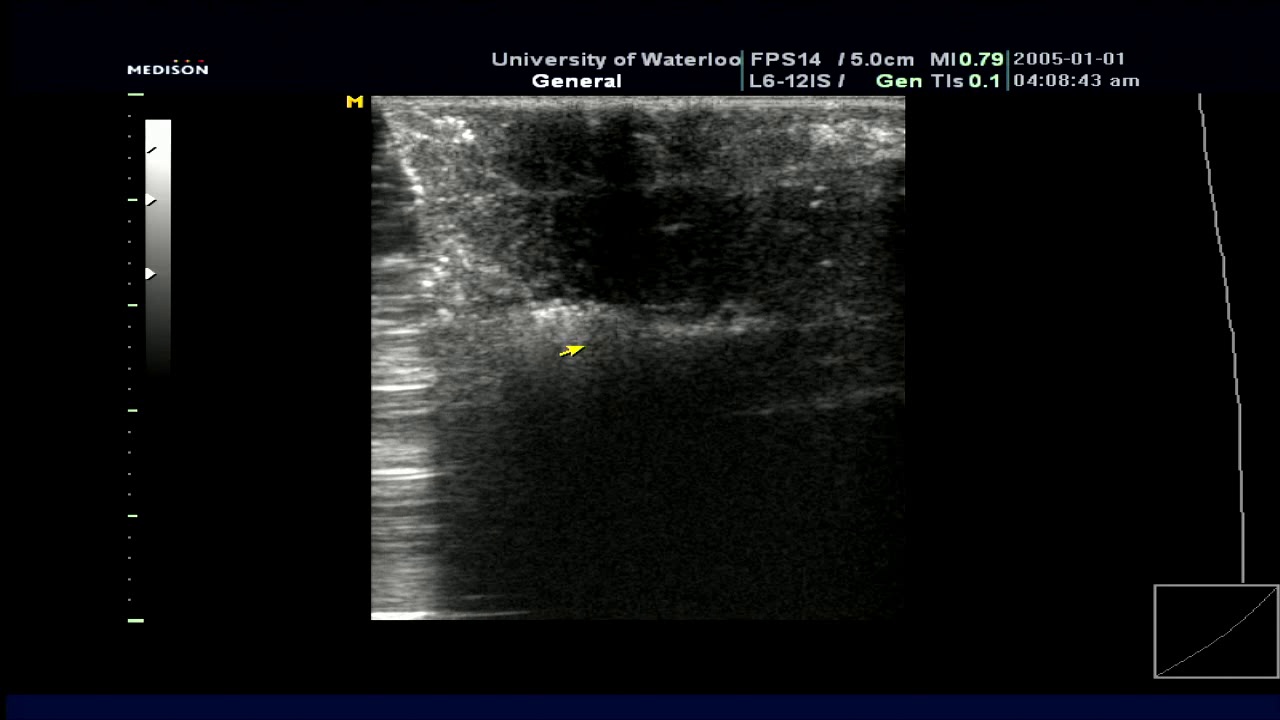 MEDISON
University of Waterloo FPS14 / 5.0cm MI 0.79 2005-01-01
General L6-12IS / Gen TIs 0.1 04:08:43 am
M